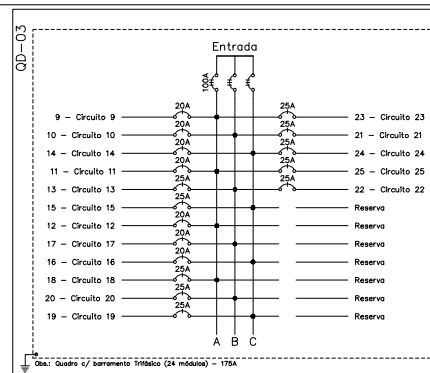 QD-03
Entrada
100A
20A 25A
9 - Circuito 9 23 - Circuito 23
20A 25A
10 - Circuito 10 21 - Circuito 21
20A 25A
14 - Circuito 14 24 - Circuito 24
20A 25A
11 - Circuito 11 25 - Circuito 25
25A 25A
13 - Circuito 13 22 - Circuito 22
25A
15 - Circuito 15 Reserva
20A
12 - Circuito 12 Reserva
25A
17 - Circuito 17 Reserva
20A
16 - Circuito 16 Reserva
25A
18 - Circuito 18 Reserva
25A
20 - Circuito 20 Reserva
25A
19 - Circuito 19 Reserva
A B C
Obs.: Quadro c/ barramento Trifásico (24 módulos) - 175A